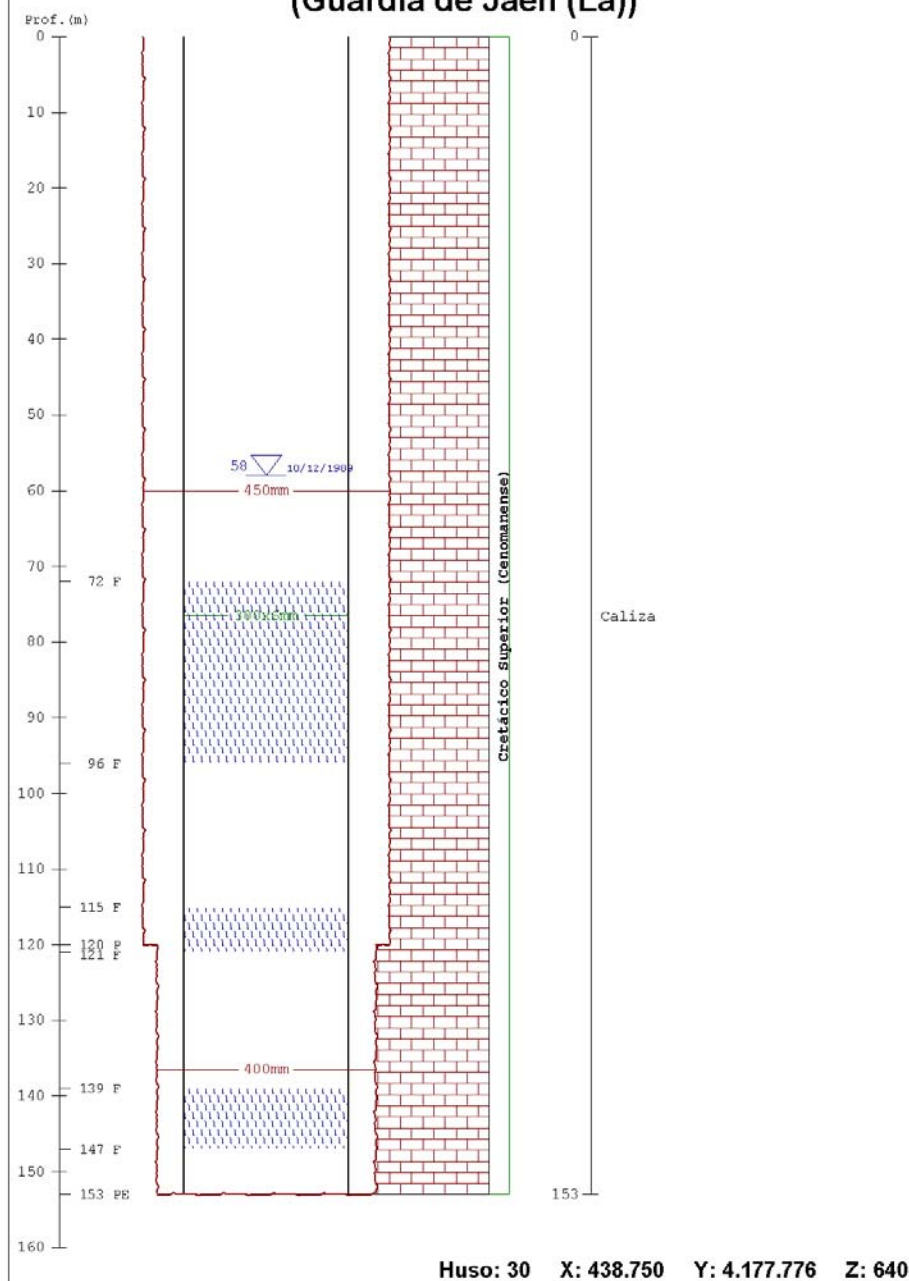 (Guardia de Jaén (La))
Prof.(m)
0
0
10
20
30
40
50
58
10/12/1989
60
450mm
70
72 F
300x6mm
Caliza
80
Cretácico Superior (Cenomanense)
90
96 F
100
110
115 F
120
120 P
121 F
130
400mm
139 F
140
147 F
150
153 PE
153
160
Huso: 30 X: 438.750 Y: 4.177.776 Z: 640